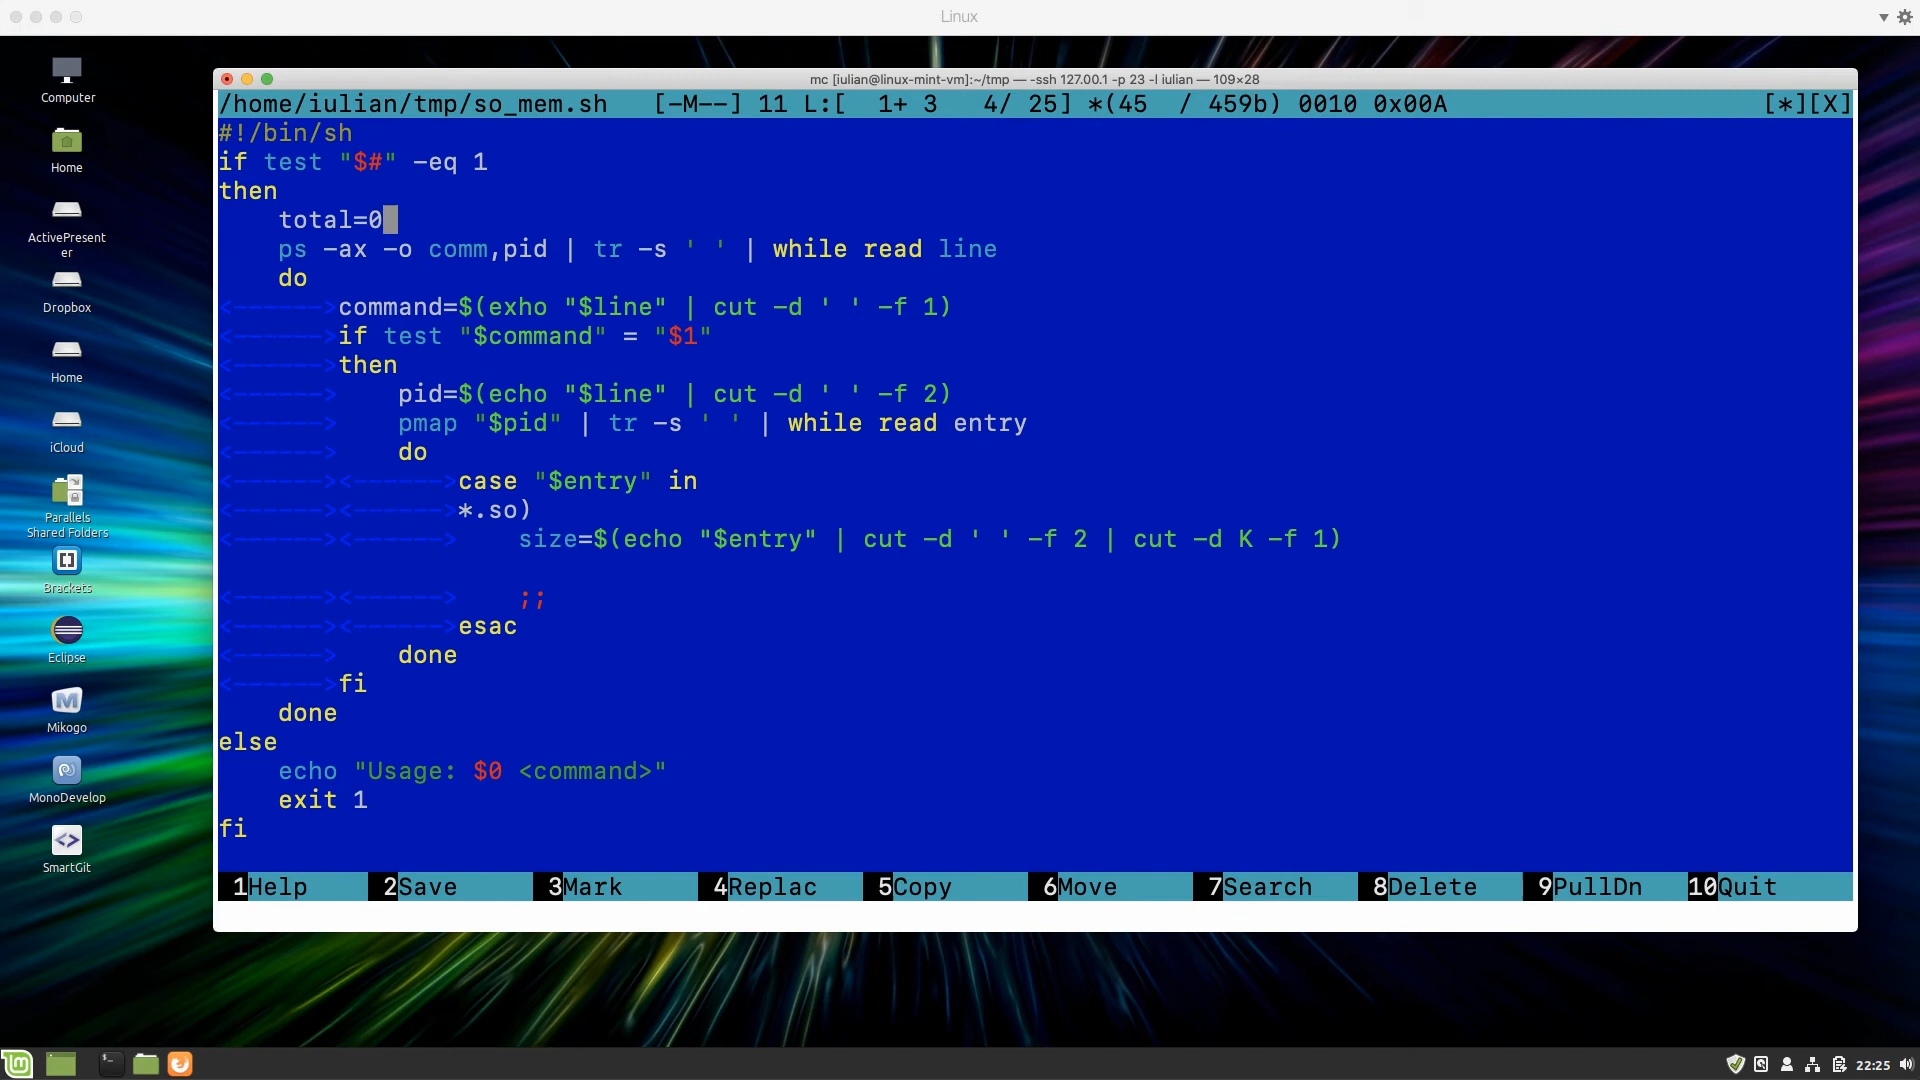 Linux
mc [iulian@linux-mint-vm]:~/tmp — -ssh 127.00.1 -p 23 -l iulian — 109×28
/home/iulian/tmp/so_mem.sh   [-M--] 11 L:[  1+ 3   4/ 25] *(45  / 459b) 0010 0x00A   [*][X]
#!/bin/sh
if test "$#" -eq 1
then
    total=0
    ps -ax -o comm,pid | tr -s ' ' | while read line
    do
<------>command=$(exho "$line" | cut -d ' ' -f 1)
<------>if test "$command" = "$1"
<------>then
<------>    pid=$(echo "$line" | cut -d ' ' -f 2)
<------>    pmap "$pid" | tr -s ' ' | while read entry
<------>    do
<------><------>case "$entry" in
<------><------>*.so)
<------><------>    size=$(echo "$entry" | cut -d ' ' -f 2 | cut -d K -f 1)
<------><------>    ;;
<------><------>esac
<------>    done
<------>fi
    done
else
    echo "Usage: $0 <command>"
    exit 1
fi
1Help 2Save 3Mark 4Replac 5Copy 6Move 7Search 8Delete 9PullDn 10Quit
Computer
Home
ActivePresent
er
Dropbox
Home
iCloud
Parallels
Shared Folders
Brackets
Eclipse
Mikogo
MonoDevelop
SmartGit
22:25